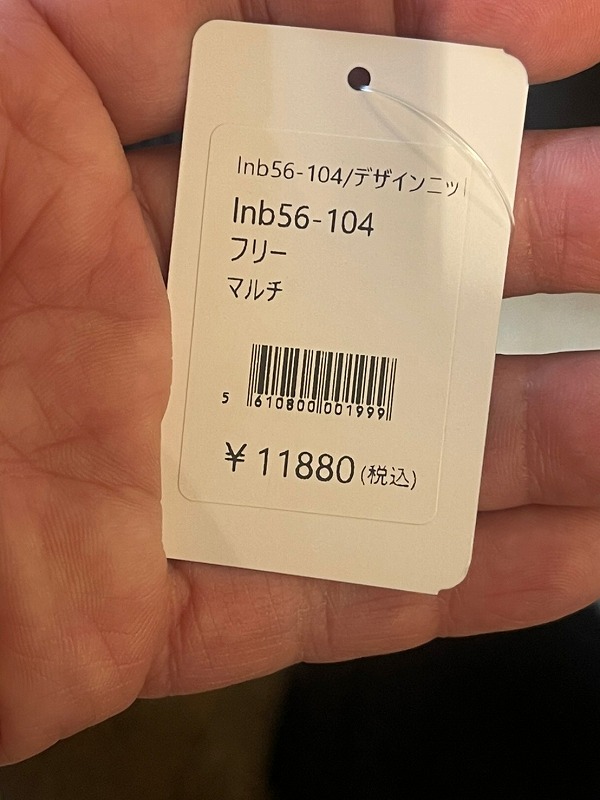 lnb56-104/デザインニッ
lnb56-104
フリー
マルチ
5 610800 001999
¥11880(税込)